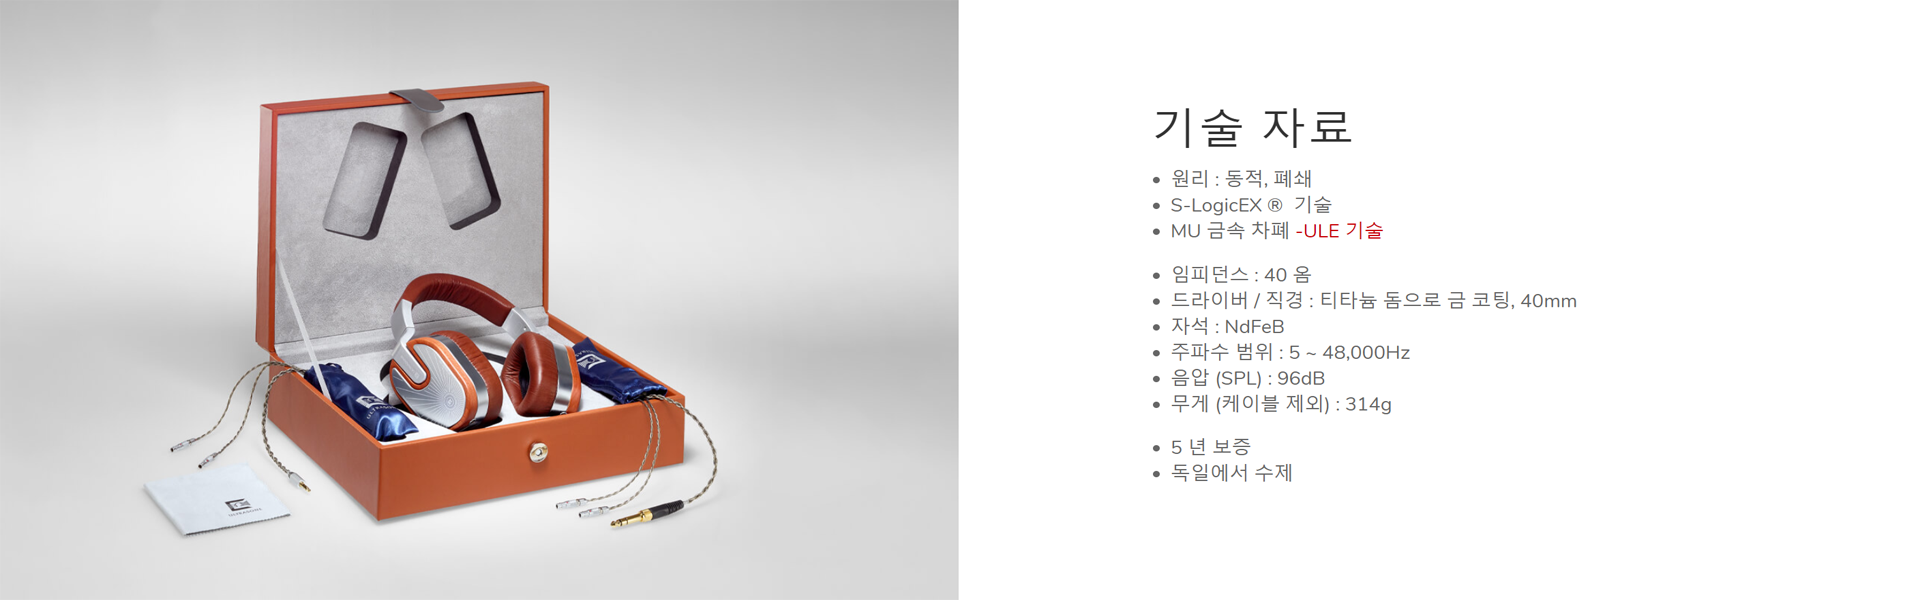 기술 자료
• 원리 : 동적, 폐쇄
• S-LogicEX ® 기술
• MU 금속 차폐 -ULE 기술
• 임피던스 : 40 옴
• 드라이버 / 직경 : 티타늄 돔으로 금 코팅, 40mm
• 자석 : NdFeB
• 주파수 범위 : 5 ~ 48,000Hz
• 음압 (SPL) : 96dB
• 무게 (케이블 제외) : 314g
• 5 년 보증
• 독일에서 수제
ULTRASONE